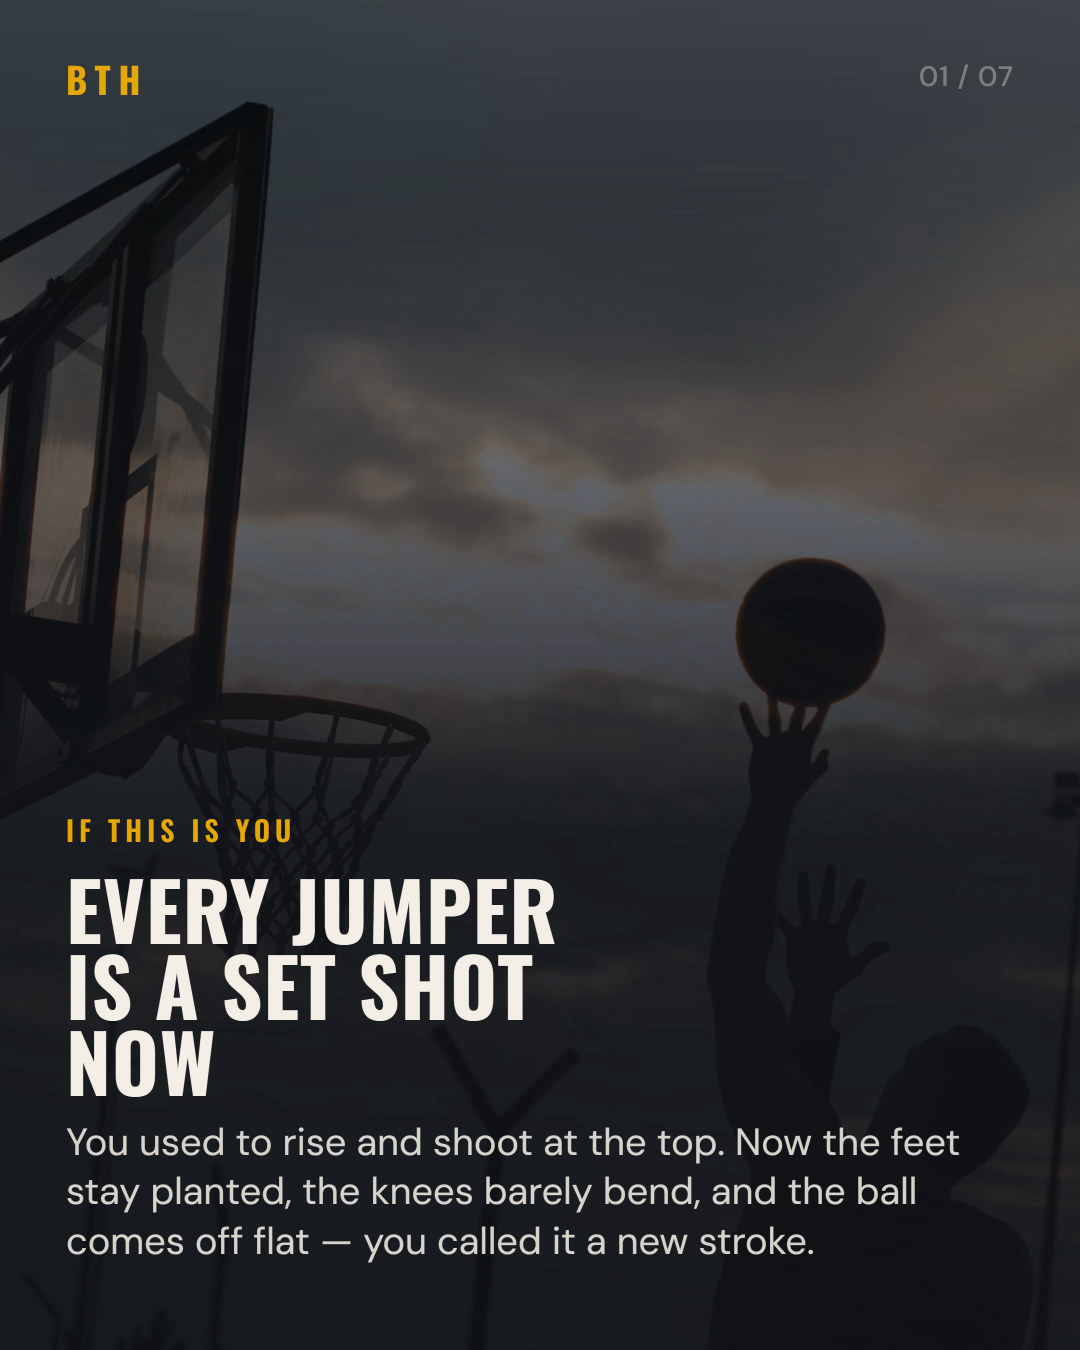 BTH
01 / 07
IF THIS IS YOU
EVERY JUMPER
IS A SET SHOT
NOW
You used to rise and shoot at the top. Now the feet
stay planted, the knees barely bend, and the ball
comes off flat — you called it a new stroke.